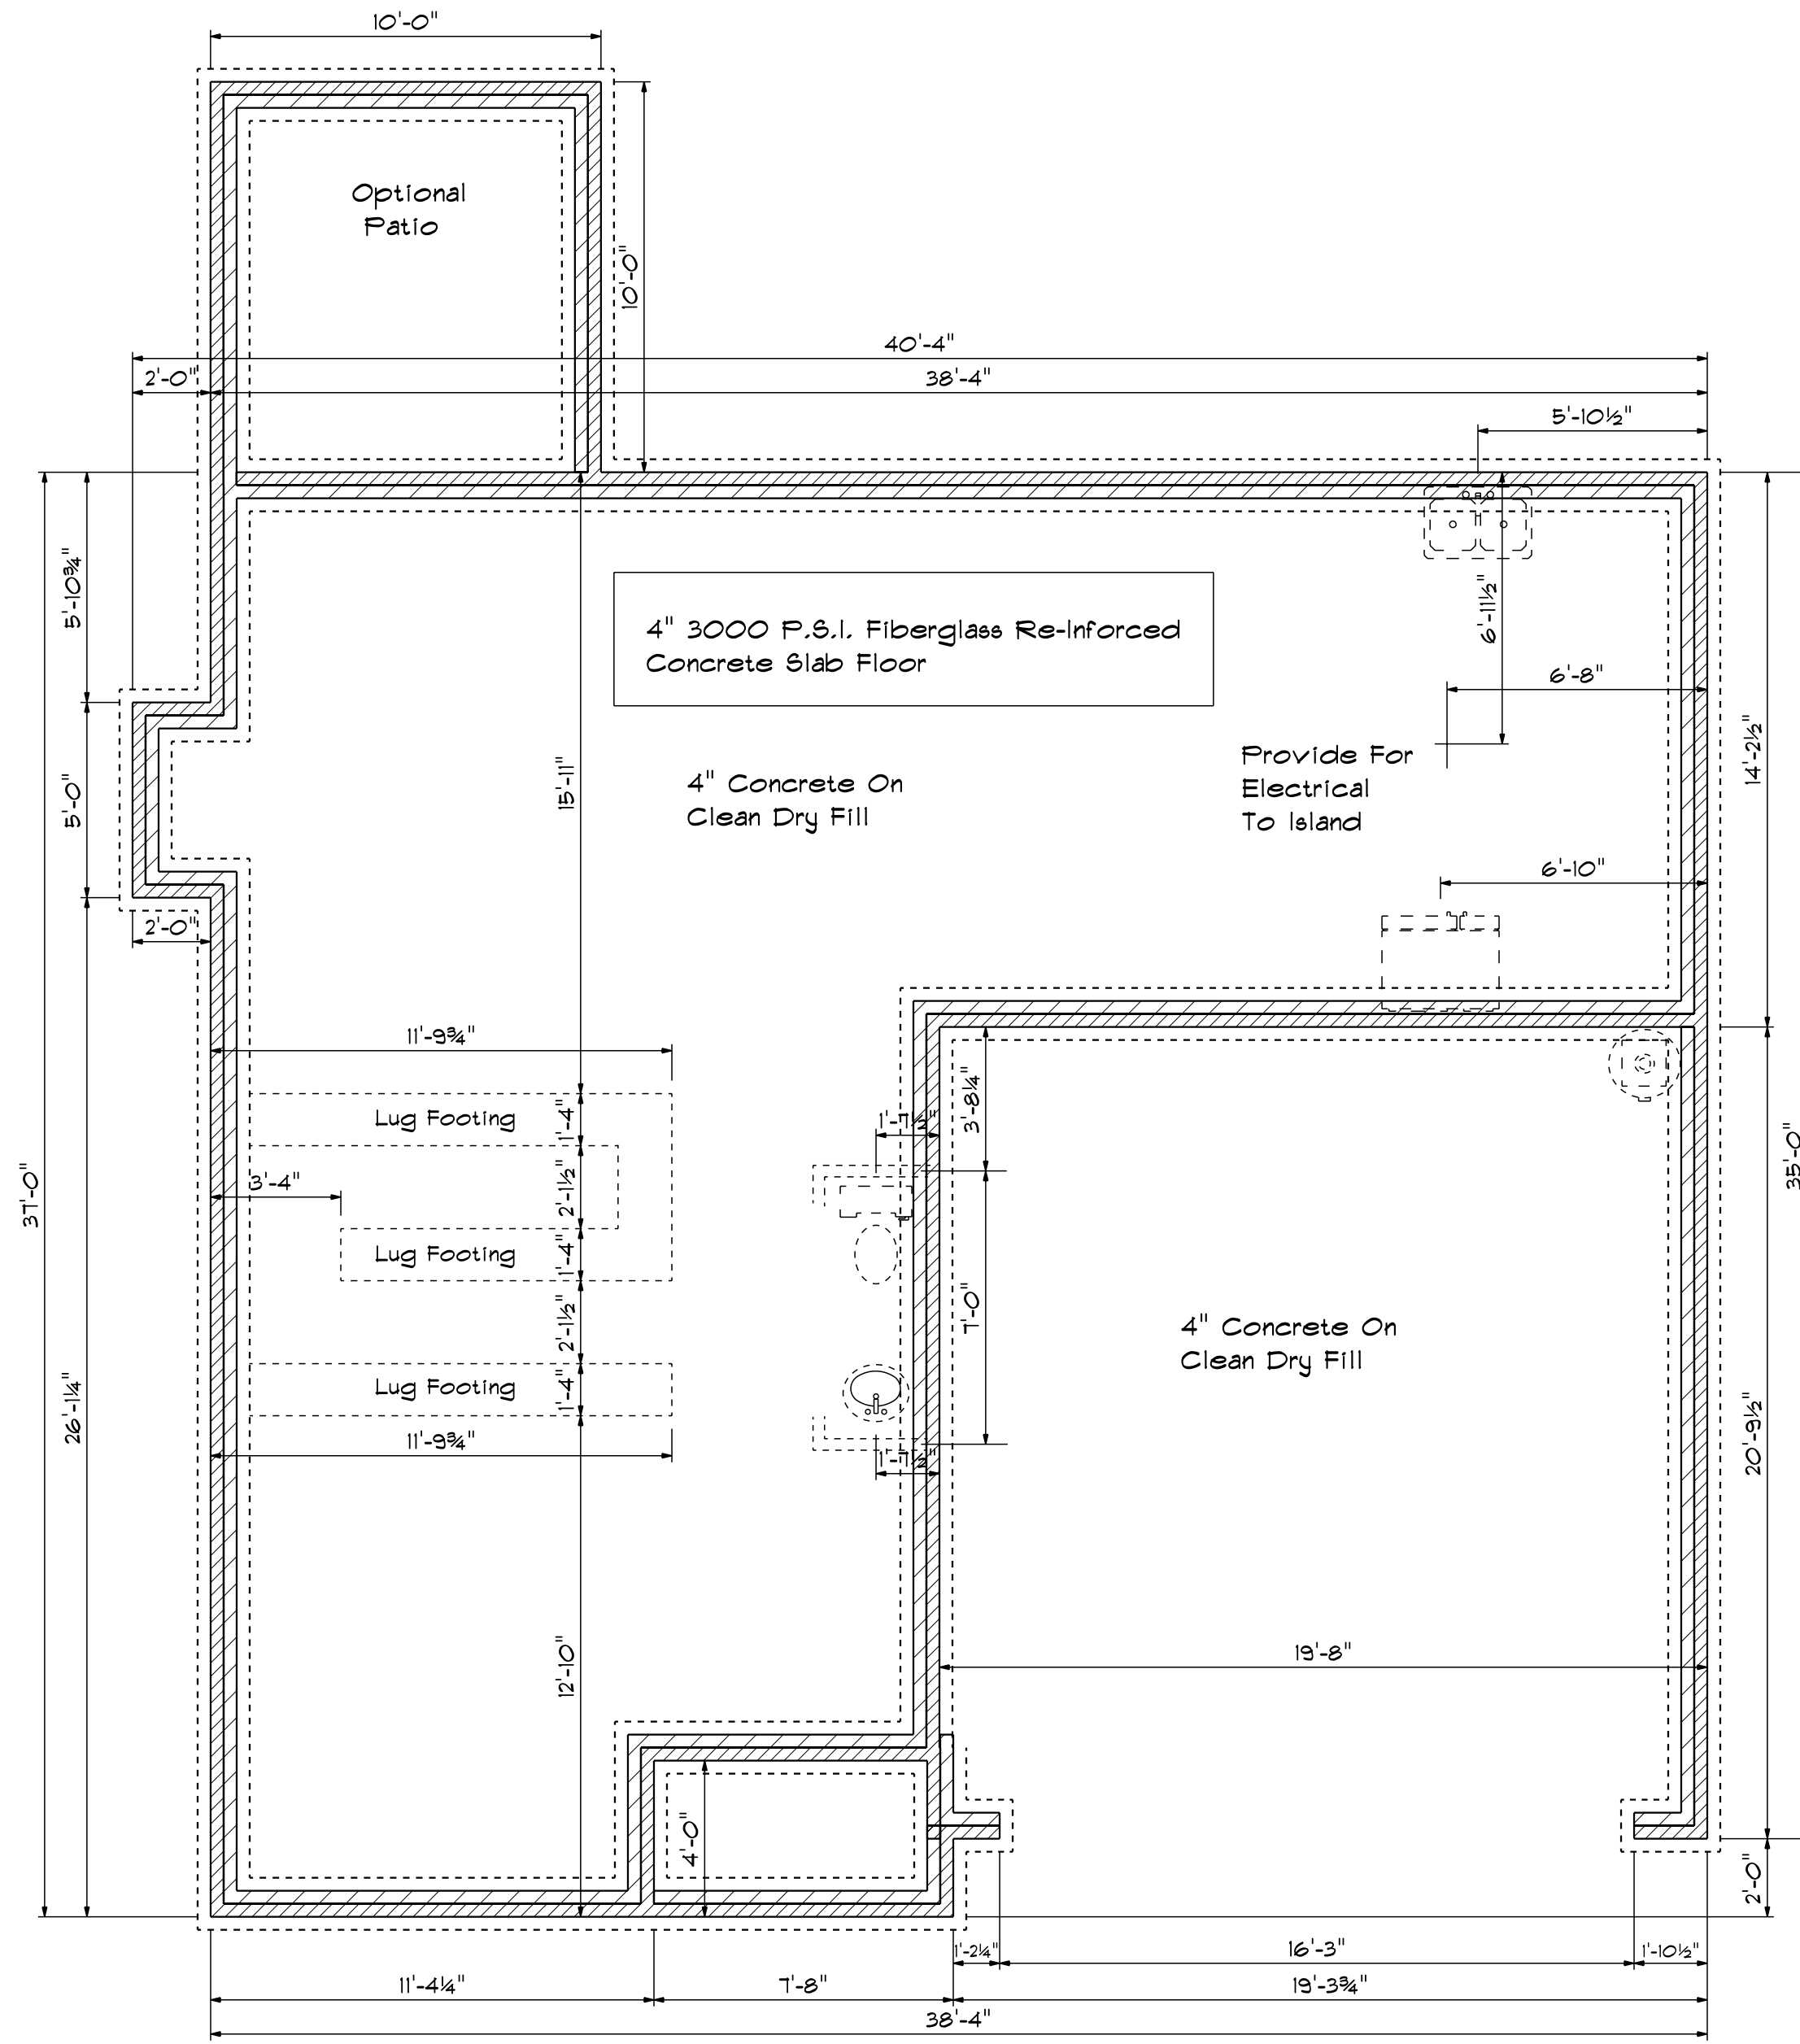 10'-0"
Optional
Patio
10'-0"
40'-4"
2'-0"
38'-4"
5'-10½"
5'-10¾"
6'-11½"
4" 3000 P.S.I. Fiberglass Re-Inforced
Concrete Slab Floor
6'-8"
14'-2½"
15'-11"
5'-0"
4" Concrete On
Clean Dry Fill
Provide For
Electrical
To Island
6'-10"
2'-0"
11'-9¾"
Lug Footing
1'-4"
1'-7½"
3'-8¼"
37'-0"
3'-4"
2'-1½"
35'-0"
Lug Footing
1'-4"
7'-0"
2'-1½"
4" Concrete On
Clean Dry Fill
26'-1¼"
Lug Footing
1'-4"
11'-9¾"
1'-7½"
20'-9½"
12'-10"
19'-8"
4'-0"
2'-0"
1'-2¼"
16'-3"
1'-10½"
11'-4¼"
7'-8"
19'-3¾"
38'-4"